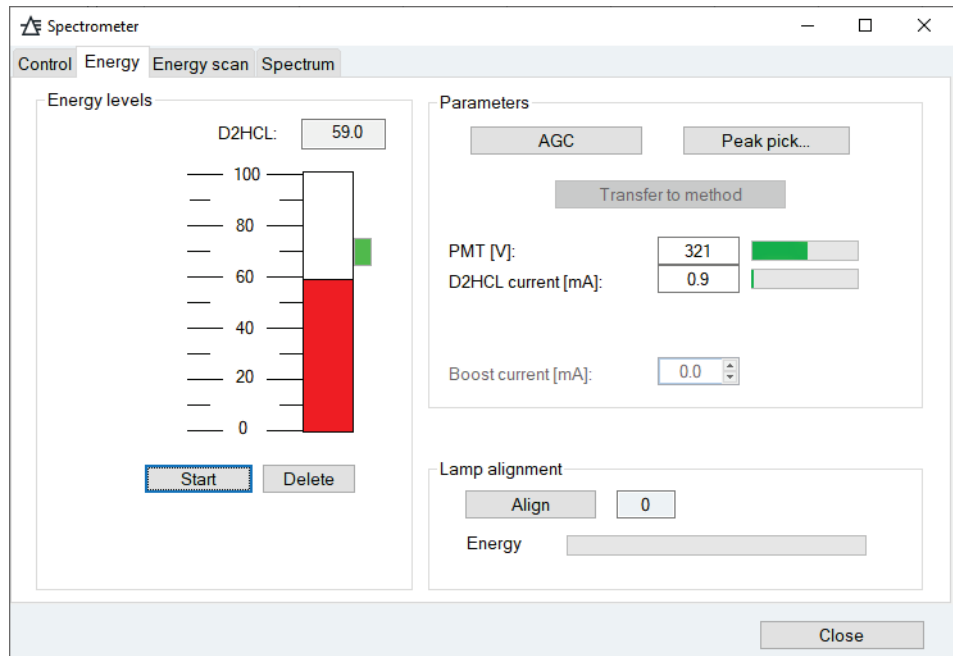 Spectrometer
Control Energy Energy scan Spectrum
Energy levels
D2HCL: 59.0
100
80
60
40
20
0
Start Delete
Parameters
AGC Peak pick...
Transfer to method
PMT [V]: 321
D2HCL current [mA]: 0.9
Boost current [mA]: 0.0
Lamp alignment
Align 0
Energy
Close